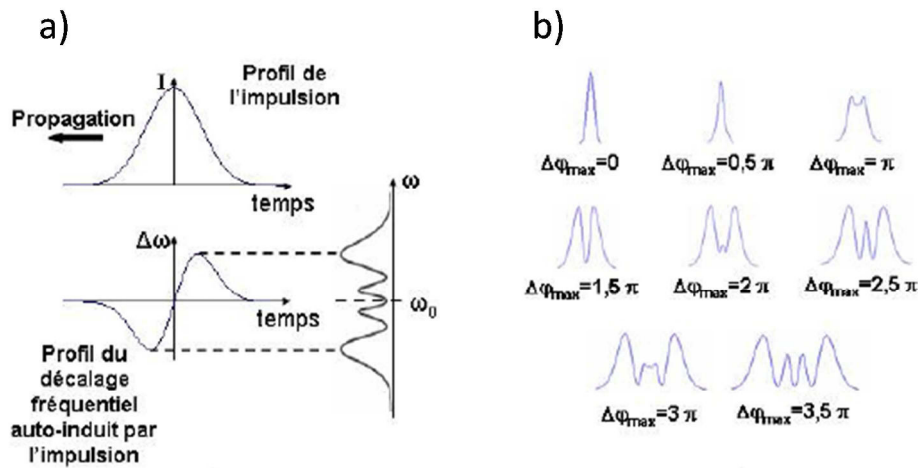 a)
I
Profil de
l'impulsion
Propagation
temps
Δω
temps
ω
ω₀
Profil du
décalage
fréquentiel
auto-induit par
l'impulsion
b)
Δφmax=0
Δφmax=0,5 π
Δφmax= π
Δφmax=1,5 π
Δφmax=2 π
Δφmax=2,5 π
Δφmax=3 π
Δφmax=3,5 π